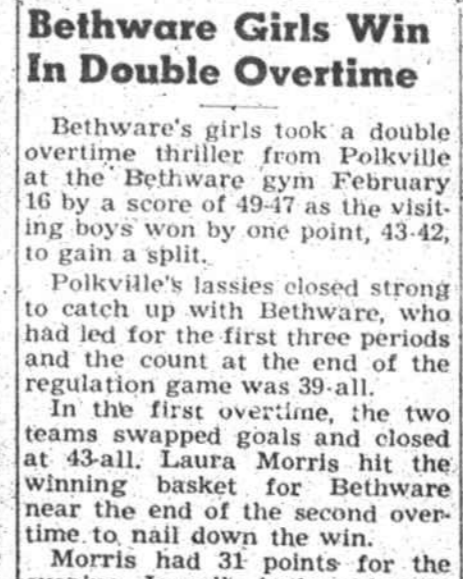 Bethware Girls Win
In Double Overtime
Bethware's girls took a double
overtime thriller from Polkville
at the Bethware gym February
16 by a score of 49-47 as the visit-
ing boys won by one point, 43-42,
to gain a split.
Polkville's lassies closed strong
to catch up with Bethware, who
had led for the first three periods
and the count at the end of the
regulation game was 39-all.
In the first overtime, the two
teams swapped goals and closed
at 43-all. Laura Morris hit the
winning basket for Bethware
near the end of the second over-
time to nail down the win.
Morris had 31 points for the